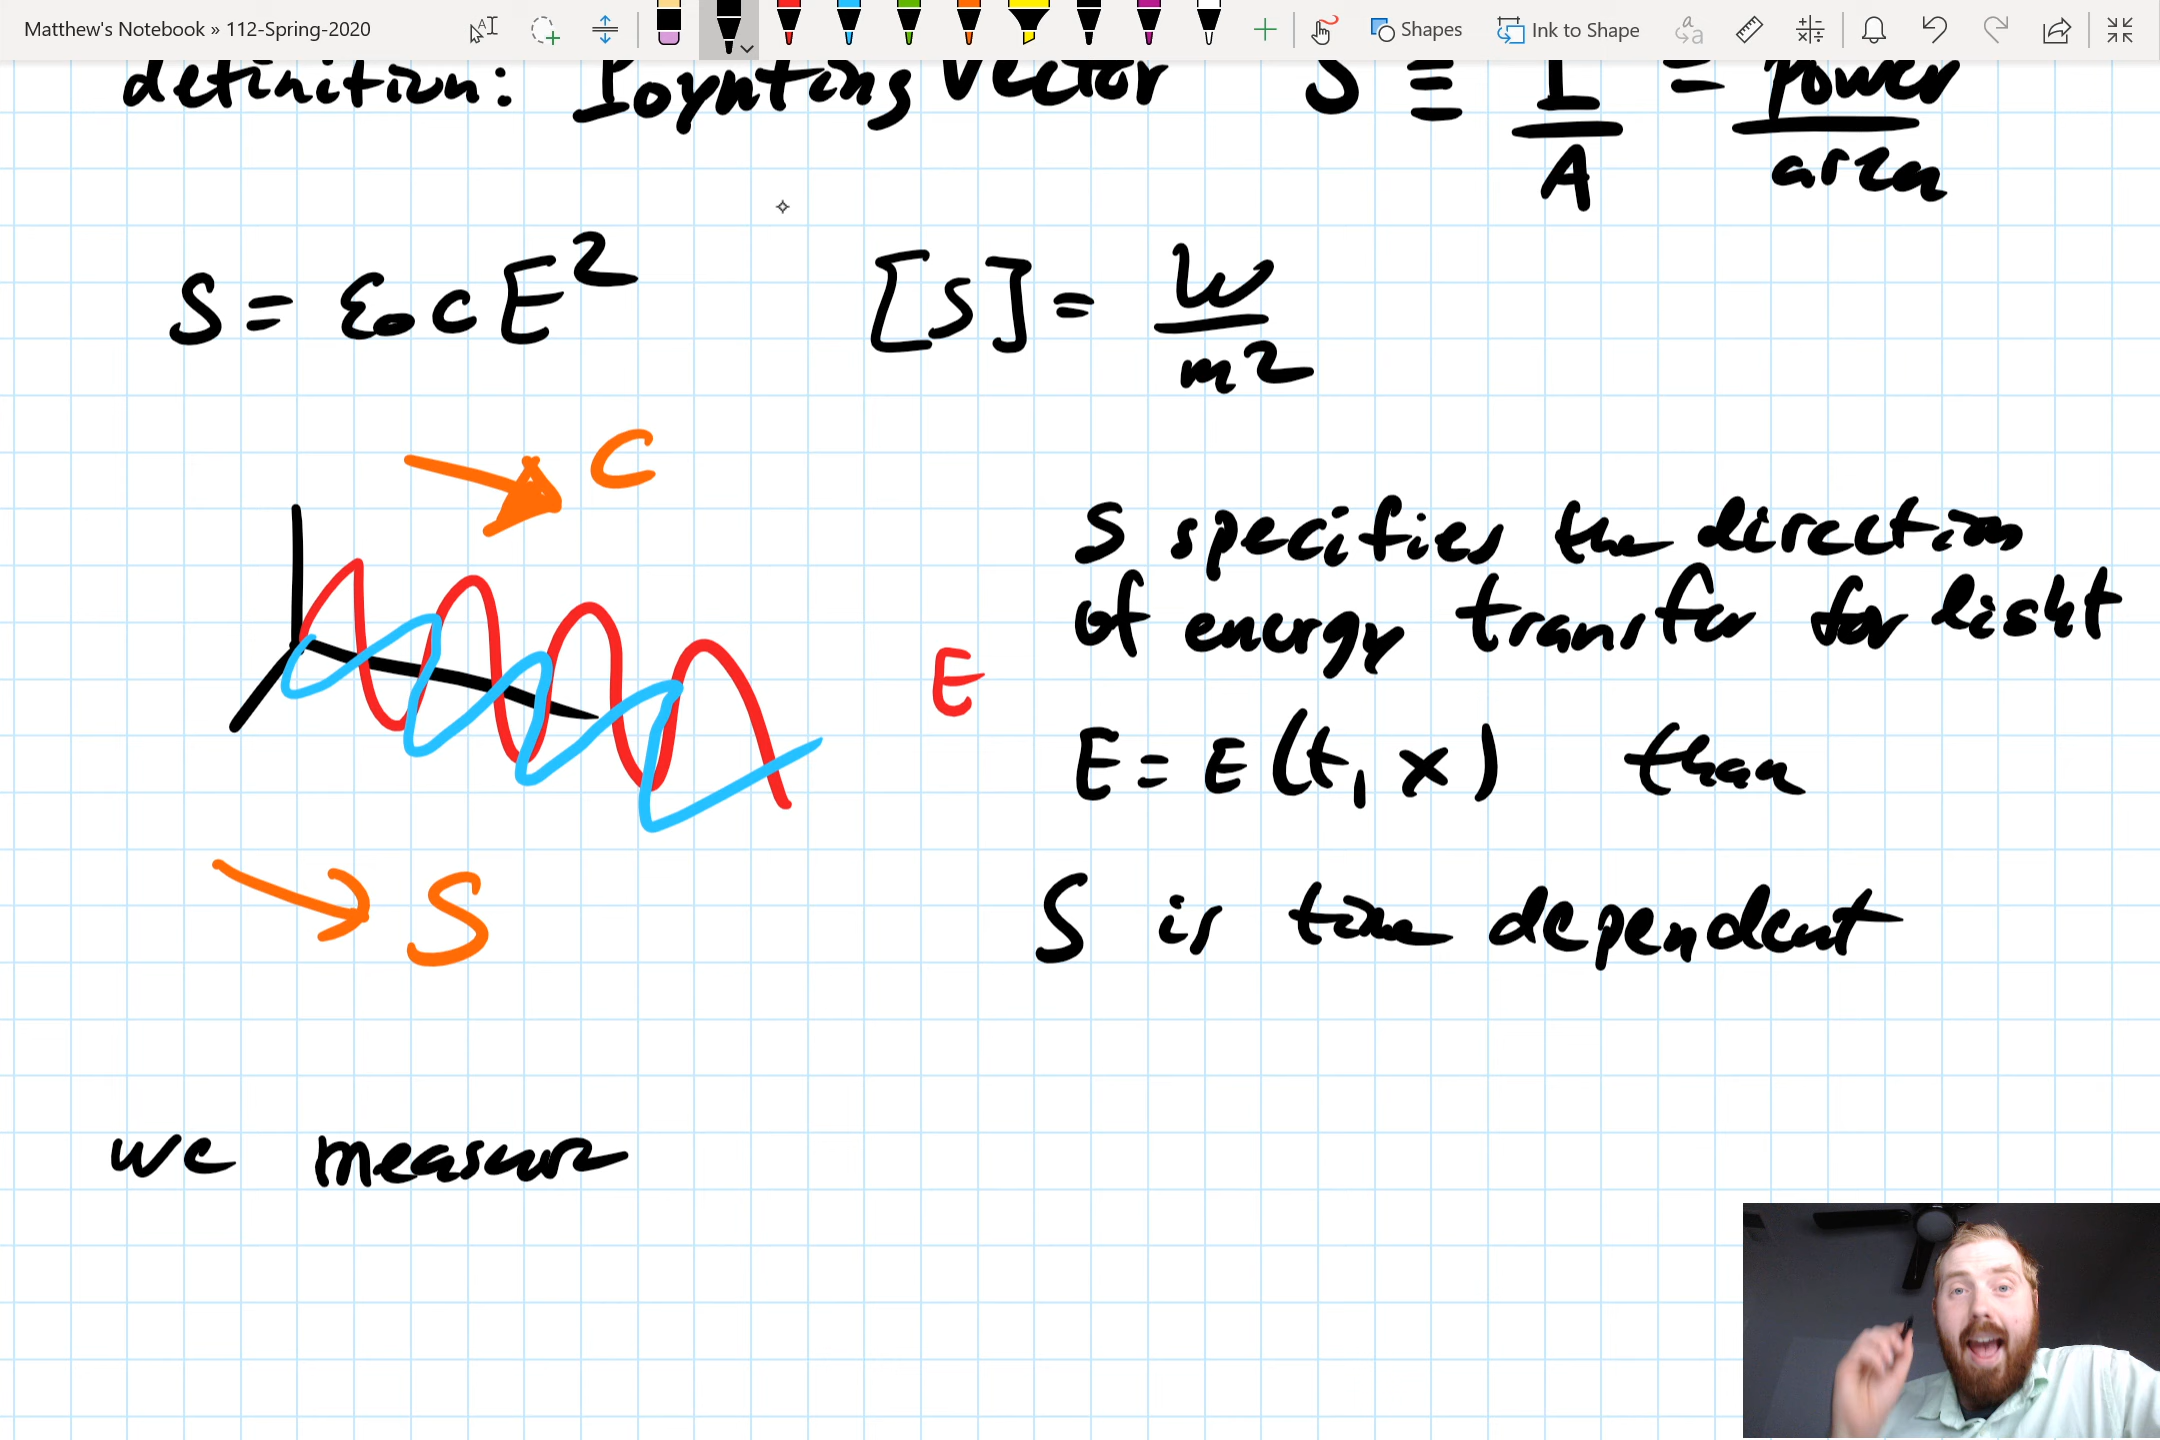 Matthew's Notebook » 112-Spring-2020
Shapes
Ink to Shape
definition: Poynting Vector S ≡ P/A = power/area
S = ε₀cE² [S] = W/m²
C
S specifies the direction
of energy transfer for light
E
E = E(t, x) than
S
S is time dependent
we measure